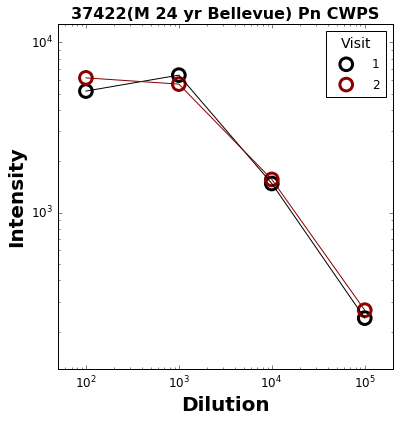 37422(M 24 yr Bellevue) Pn CWPS
Visit
1
2
Intensity
10⁴
10³
10² 10³ 10⁴ 10⁵
Dilution